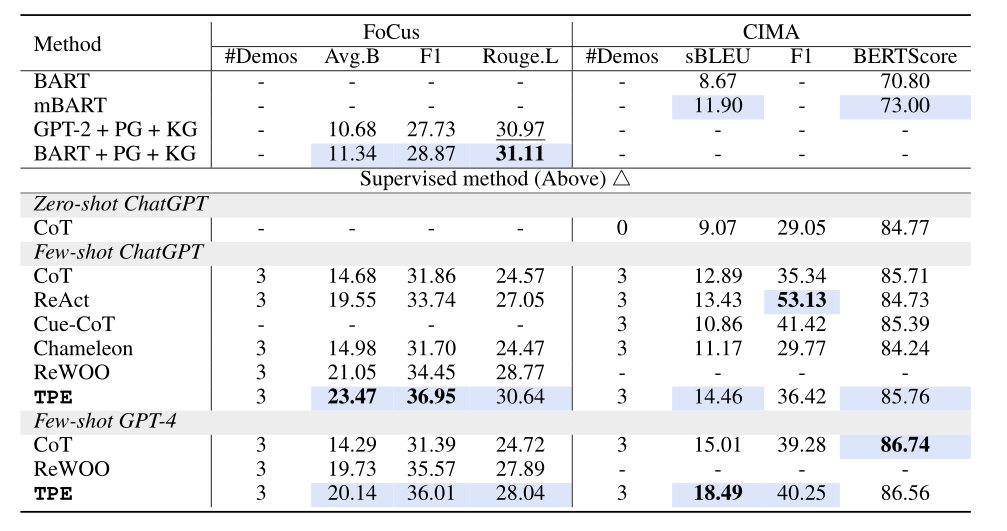 Method FoCus CIMA
#Demos Avg.B F1 Rouge.L #Demos sBLEU F1 BERTScore
BART - - - - - 8.67 - 70.80
mBART - - - - - 11.90 - 73.00
GPT-2 + PG + KG - 10.68 27.73 30.97 - - - -
BART + PG + KG - 11.34 28.87 31.11 - - - -
Supervised method (Above) △
Zero-shot ChatGPT
CoT - - - - 0 9.07 29.05 84.77
Few-shot ChatGPT
CoT 3 14.68 31.86 24.57 3 12.89 35.34 85.71
ReAct 3 19.55 33.74 27.05 3 13.43 53.13 84.73
Cue-CoT - - - - 3 10.86 41.42 85.39
Chameleon 3 14.98 31.70 24.47 3 11.17 29.77 84.24
ReWOO 3 21.05 34.45 28.77 - - - -
TPE 3 23.47 36.95 30.64 3 14.46 36.42 85.76
Few-shot GPT-4
CoT 3 14.29 31.39 24.72 3 15.01 39.28 86.74
ReWOO 3 19.73 35.57 27.89 - - - -
TPE 3 20.14 36.01 28.04 3 18.49 40.25 86.56